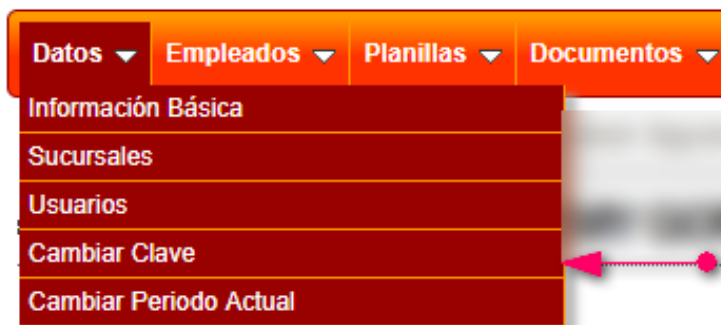 Datos Empleados Planillas Documentos
Información Básica
Sucursales
Usuarios
Cambiar Clave
Cambiar Periodo Actual